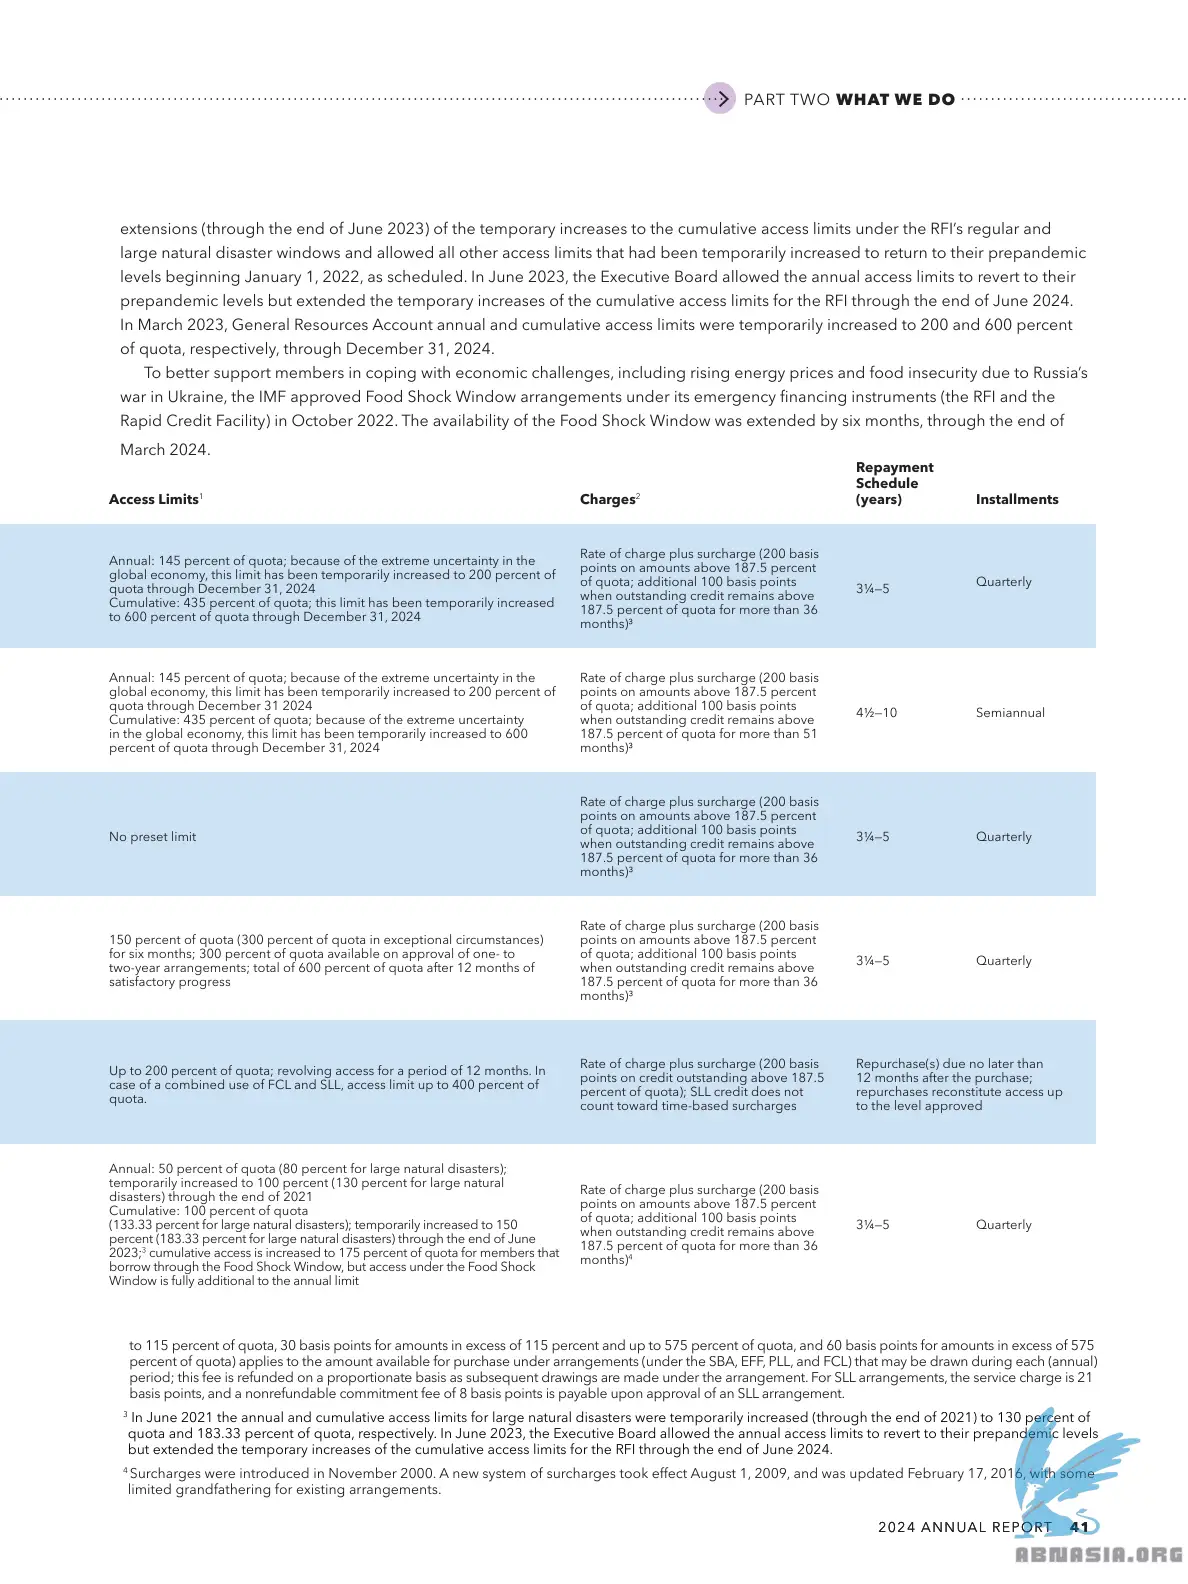 PART TWO WHAT WE DO
extensions (through the end of June 2023) of the temporary increases to the cumulative access limits under the RFI’s regular and
large natural disaster windows and allowed all other access limits that had been temporarily increased to return to their prepandemic
levels beginning January 1, 2022, as scheduled. In June 2023, the Executive Board allowed the annual access limits to revert to their
prepandemic levels but extended the temporary increases of the cumulative access limits for the RFI through the end of June 2024.
In March 2023, General Resources Account annual and cumulative access limits were temporarily increased to 200 and 600 percent
of quota, respectively, through December 31, 2024.
To better support members in coping with economic challenges, including rising energy prices and food insecurity due to Russia’s
war in Ukraine, the IMF approved Food Shock Window arrangements under its emergency financing instruments (the RFI and the
Rapid Credit Facility) in October 2022. The availability of the Food Shock Window was extended by six months, through the end of
March 2024.
Access Limits¹
Charges²
Repayment
Schedule
(years)
Installments
Annual: 145 percent of quota; because of the extreme uncertainty in the
global economy, this limit has been temporarily increased to 200 percent of
quota through December 31, 2024
Cumulative: 435 percent of quota; this limit has been temporarily increased
to 600 percent of quota through December 31, 2024
Rate of charge plus surcharge (200 basis
points on amounts above 187.5 percent
of quota; additional 100 basis points
when outstanding credit remains above
187.5 percent of quota for more than 36
months)³
3¼–5
Quarterly
Annual: 145 percent of quota; because of the extreme uncertainty in the
global economy, this limit has been temporarily increased to 200 percent of
quota through December 31 2024
Cumulative: 435 percent of quota; because of the extreme uncertainty
in the global economy, this limit has been temporarily increased to 600
percent of quota through December 31, 2024
Rate of charge plus surcharge (200 basis
points on amounts above 187.5 percent
of quota; additional 100 basis points
when outstanding credit remains above
187.5 percent of quota for more than 51
months)³
4½–10
Semiannual
No preset limit
Rate of charge plus surcharge (200 basis
points on amounts above 187.5 percent
of quota; additional 100 basis points
when outstanding credit remains above
187.5 percent of quota for more than 36
months)³
3¼–5
Quarterly
150 percent of quota (300 percent of quota in exceptional circumstances)
for six months; 300 percent of quota available on approval of one- to
two-year arrangements; total of 600 percent of quota after 12 months of
satisfactory progress
Rate of charge plus surcharge (200 basis
points on amounts above 187.5 percent
of quota; additional 100 basis points
when outstanding credit remains above
187.5 percent of quota for more than 36
months)³
3¼–5
Quarterly
Up to 200 percent of quota; revolving access for a period of 12 months. In
case of a combined use of FCL and SLL, access limit up to 400 percent of
quota.
Rate of charge plus surcharge (200 basis
points on credit outstanding above 187.5
percent of quota); SLL credit does not
count toward time-based surcharges
Repurchase(s) due no later than
12 months after the purchase;
repurchases reconstitute access up
to the level approved
Annual: 50 percent of quota (80 percent for large natural disasters);
temporarily increased to 100 percent (130 percent for large natural
disasters) through the end of 2021
Cumulative: 100 percent of quota
(133.33 percent for large natural disasters); temporarily increased to 150
percent (183.33 percent for large natural disasters) through the end of June
2023;³ cumulative access is increased to 175 percent of quota for members that
borrow through the Food Shock Window, but access under the Food Shock
Window is fully additional to the annual limit
Rate of charge plus surcharge (200 basis
points on amounts above 187.5 percent
of quota; additional 100 basis points
when outstanding credit remains above
187.5 percent of quota for more than 36
months)⁴
3¼–5
Quarterly
to 115 percent of quota, 30 basis points for amounts in excess of 115 percent and up to 575 percent of quota, and 60 basis points for amounts in excess of 575
percent of quota) applies to the amount available for purchase under arrangements (under the SBA, EFF, PLL, and FCL) that may be drawn during each (annual)
period; this fee is refunded on a proportionate basis as subsequent drawings are made under the arrangement. For SLL arrangements, the service charge is 21
basis points, and a nonrefundable commitment fee of 8 basis points is payable upon approval of an SLL arrangement.
³ In June 2021 the annual and cumulative access limits for large natural disasters were temporarily increased (through the end of 2021) to 130 percent of
quota and 183.33 percent of quota, respectively. In June 2023, the Executive Board allowed the annual access limits to revert to their prepandemic levels
but extended the temporary increases of the cumulative access limits for the RFI through the end of June 2024.
⁴ Surcharges were introduced in November 2000. A new system of surcharges took effect August 1, 2009, and was updated February 17, 2016, with some
limited grandfathering for existing arrangements.
2024 ANNUAL REPORT 41
ABMASIA.ORG